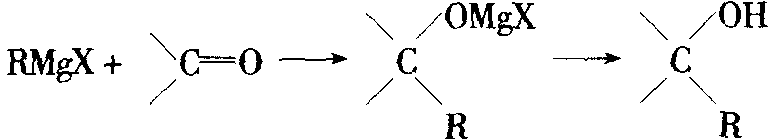 RMgX + C=O ⟶ C OMgX R ⟶ C OH R